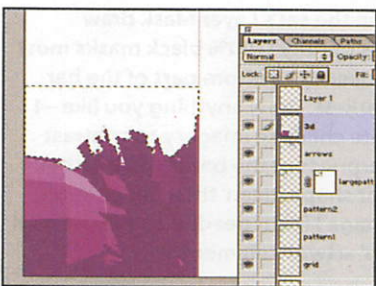 Layers Channels Paths
Normal Opacity:
Lock: Fill:
Layer 1
3d
arrows
largepatt
pattern2
pattern1
grid